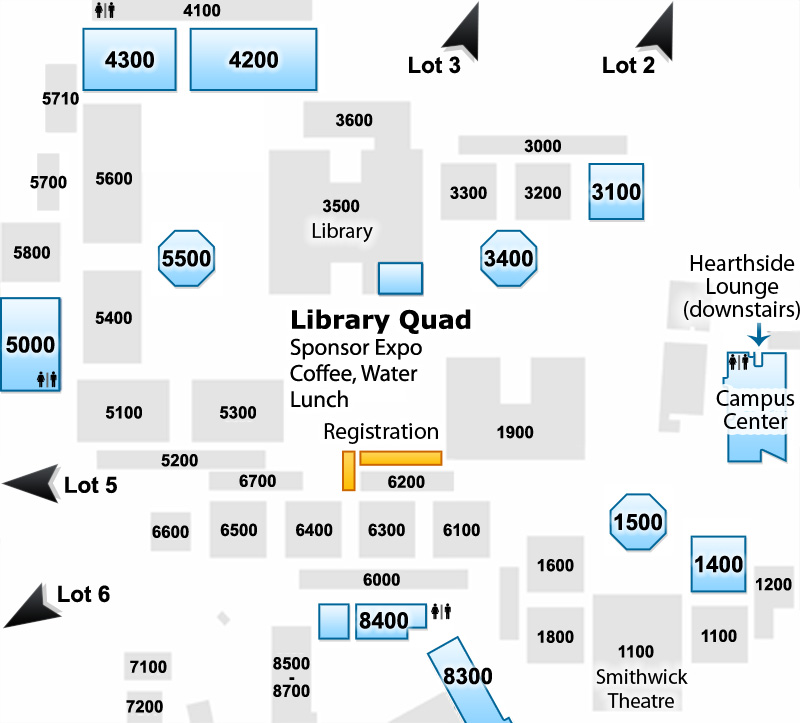 4100
4300
4200
Lot 3
Lot 2
5710
3600
3000
5600
5700
3300
3200
3100
3500
Library
5800
5500
3400
Hearthside
Lounge
(downstairs)
5400
5000
Library Quad
Sponsor Expo
Coffee, Water
Lunch
Campus
Center
5100
5300
Registration
1900
5200
Lot 5
6700
6200
6600
6500
6400
6300
6100
1500
1600
1400
6000
1200
Lot 6
8400
1800
1100
1100
Smithwick
Theatre
7100
8500
-
8700
8300
7200